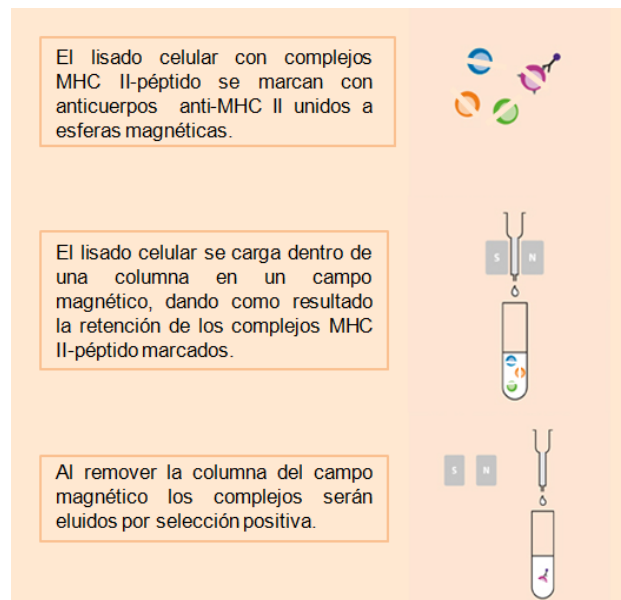 El lisado celular con complejos
MHC II-péptido se marcan con
anticuerpos anti-MHC II unidos a
esferas magnéticas.
El lisado celular se carga dentro de
una columna en un campo
magnético, dando como resultado
la retención de los complejos MHC
II-péptido marcados.
S N
Al remover la columna del campo
magnético los complejos serán
eluidos por selección positiva.
S N